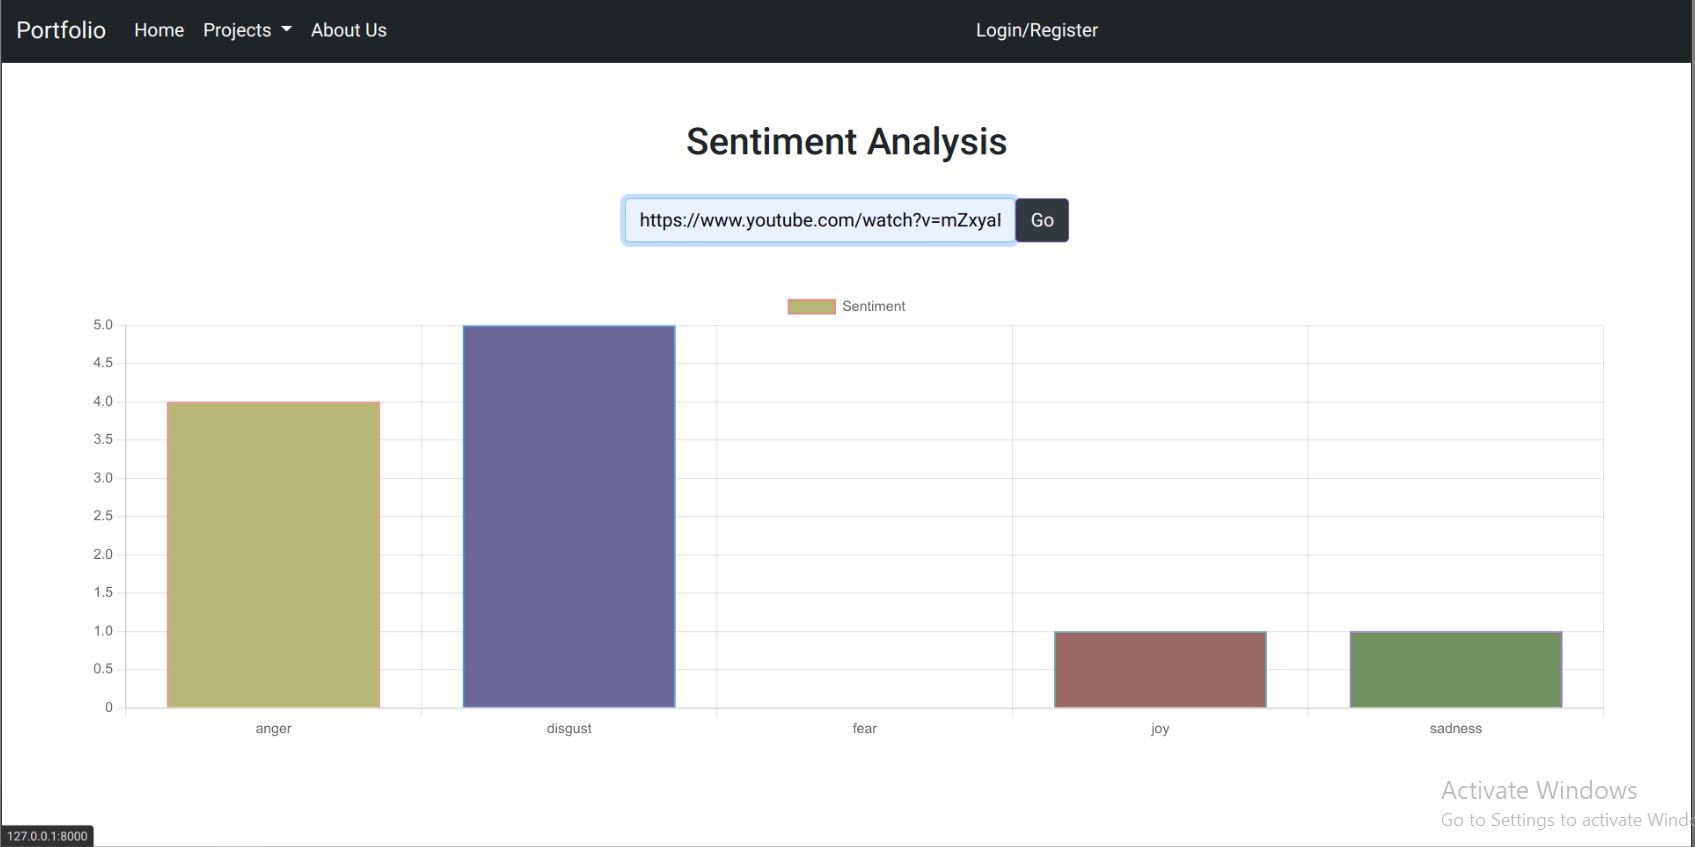 Portfolio Home Projects About Us Login/Register
Sentiment Analysis
https://www.youtube.com/watch?v=mZxyaI Go
Sentiment
5.0
4.5
4.0
3.5
3.0
2.5
2.0
1.5
1.0
0.5
0
anger disgust fear joy sadness
Activate Windows
Go to Settings to activate Wind
127.0.0.1:8000